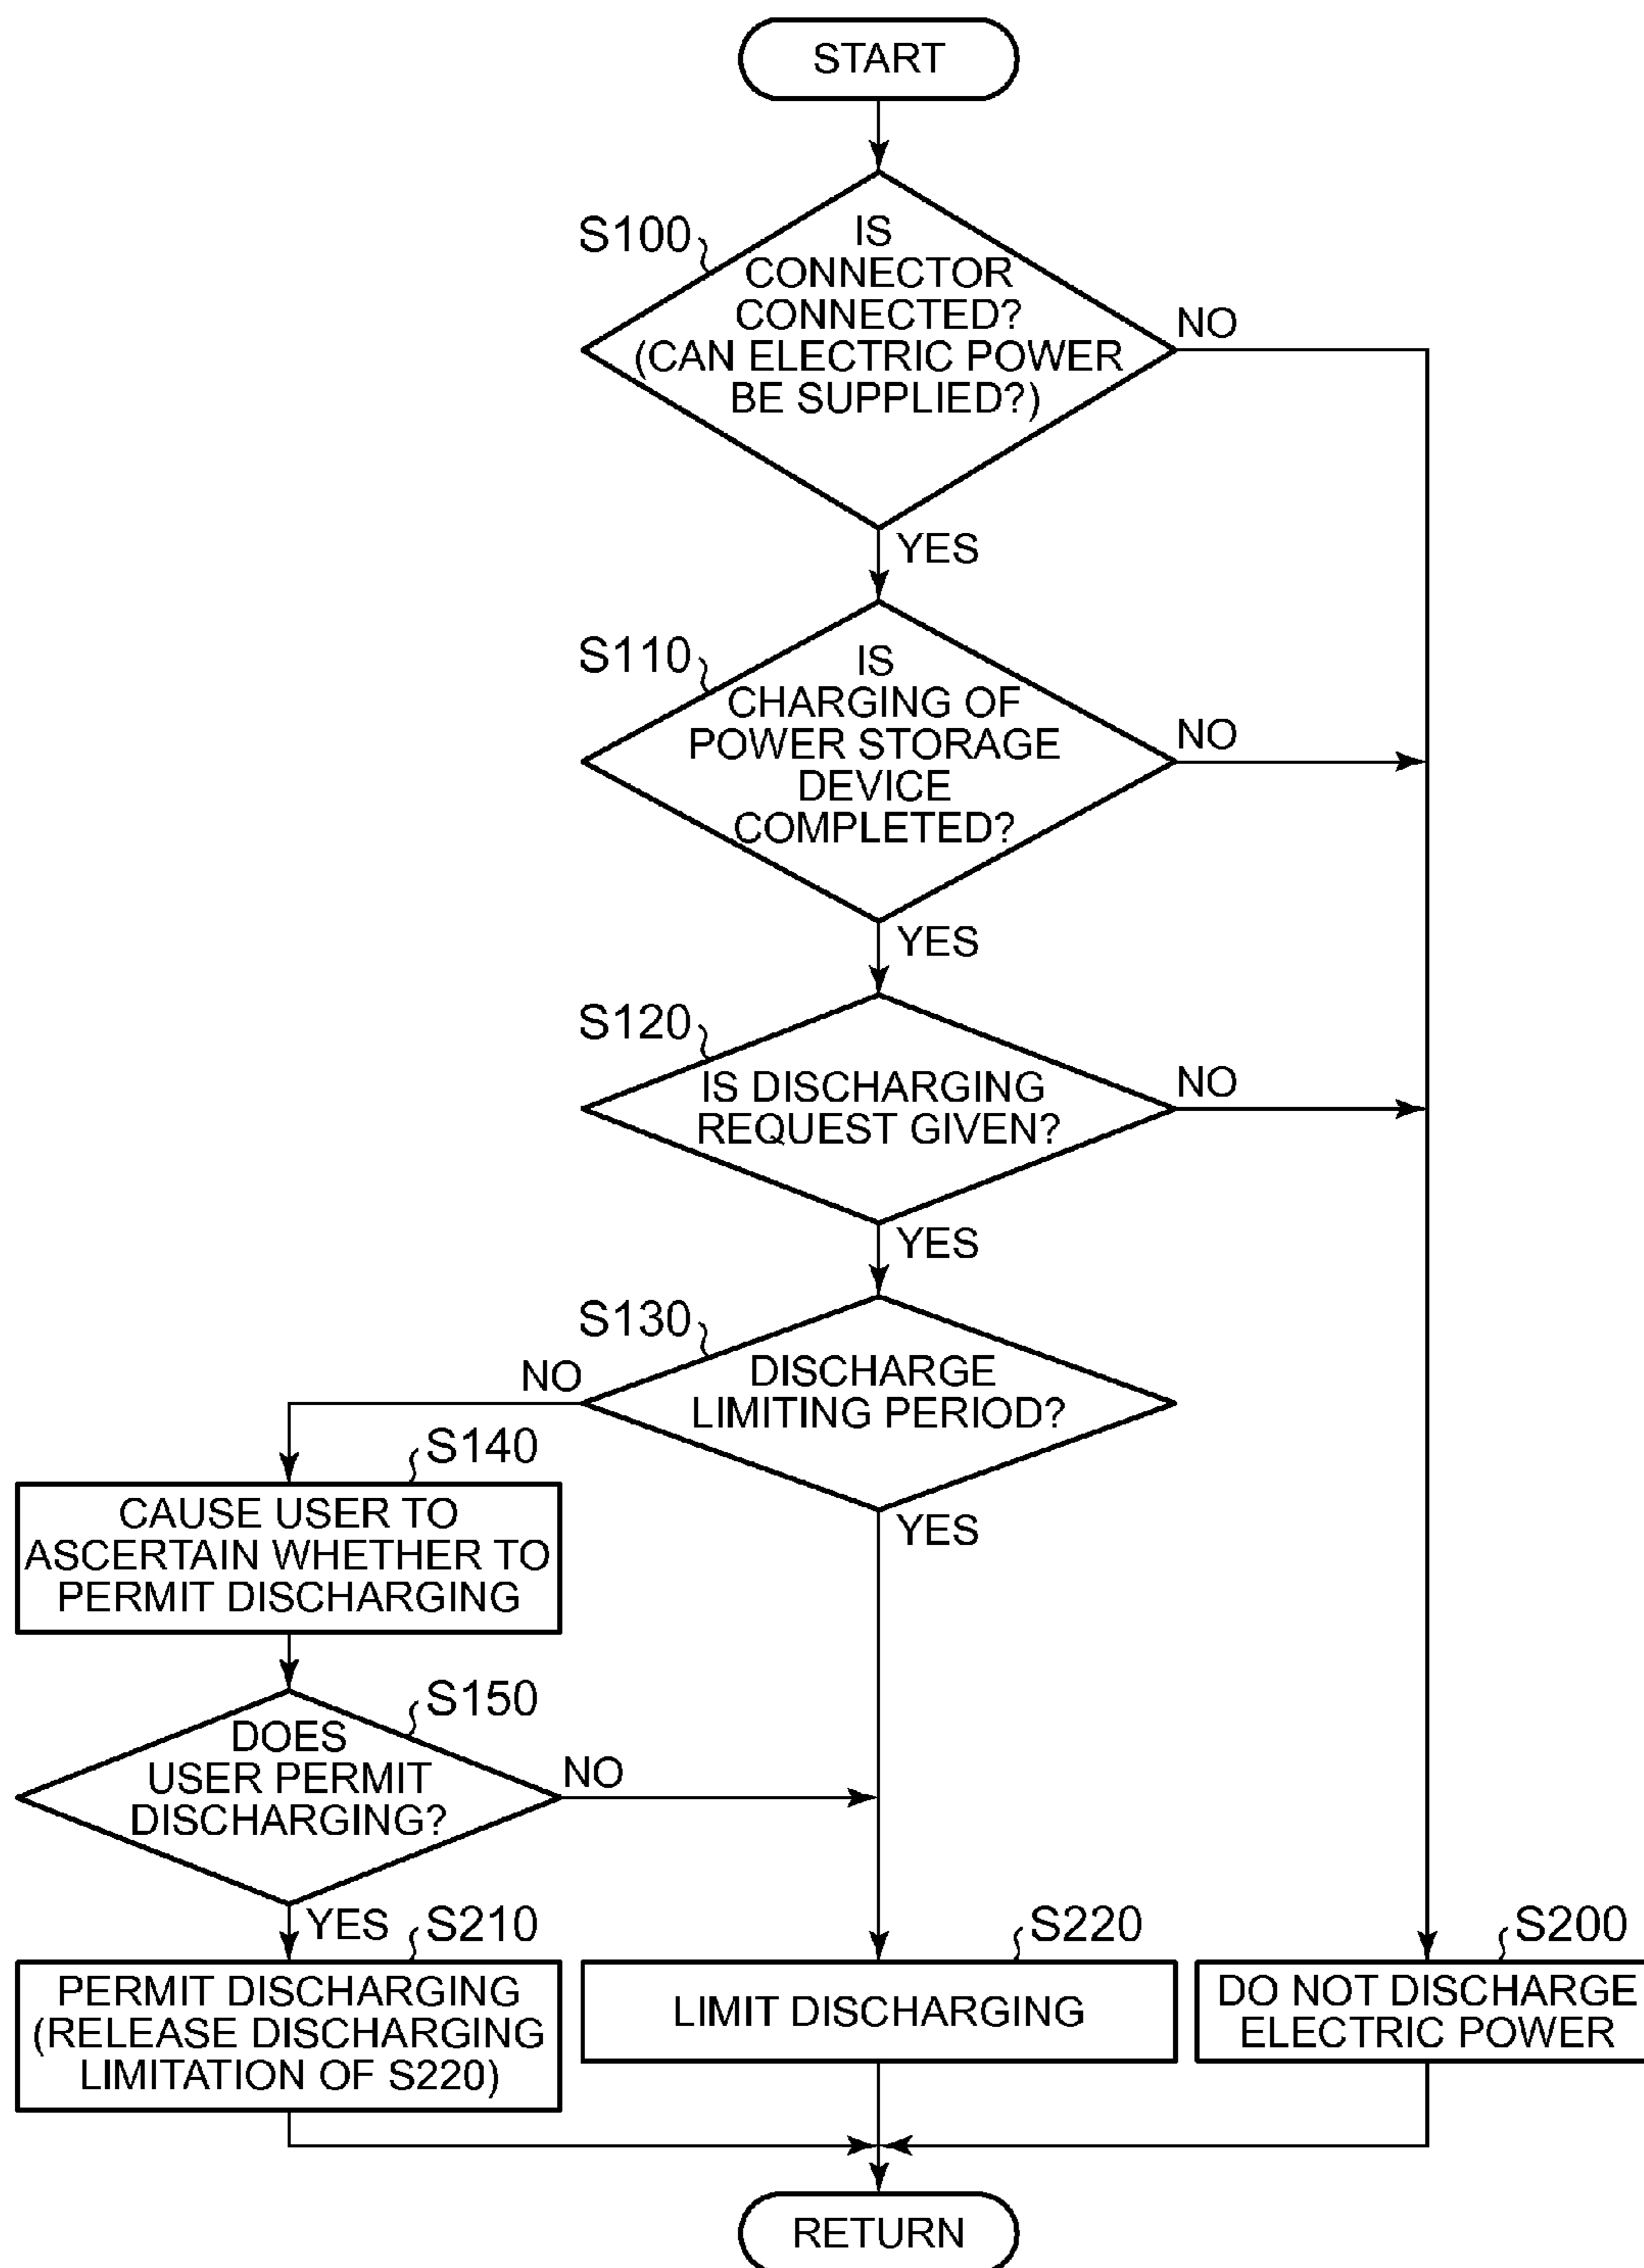 START
S100
IS
CONNECTOR
CONNECTED?
(CAN ELECTRIC POWER
BE SUPPLIED?)
NO
YES
S110
IS
CHARGING OF
POWER STORAGE
DEVICE
COMPLETED?
NO
YES
S120
IS DISCHARGING
REQUEST GIVEN?
NO
YES
S130
DISCHARGE
LIMITING PERIOD?
NO
YES
S140
CAUSE USER TO
ASCERTAIN WHETHER TO
PERMIT DISCHARGING
S150
DOES
USER PERMIT
DISCHARGING?
NO
YES
S210
PERMIT DISCHARGING
(RELEASE DISCHARGING
LIMITATION OF S220)
S220
LIMIT DISCHARGING
S200
DO NOT DISCHARGE
ELECTRIC POWER
RETURN